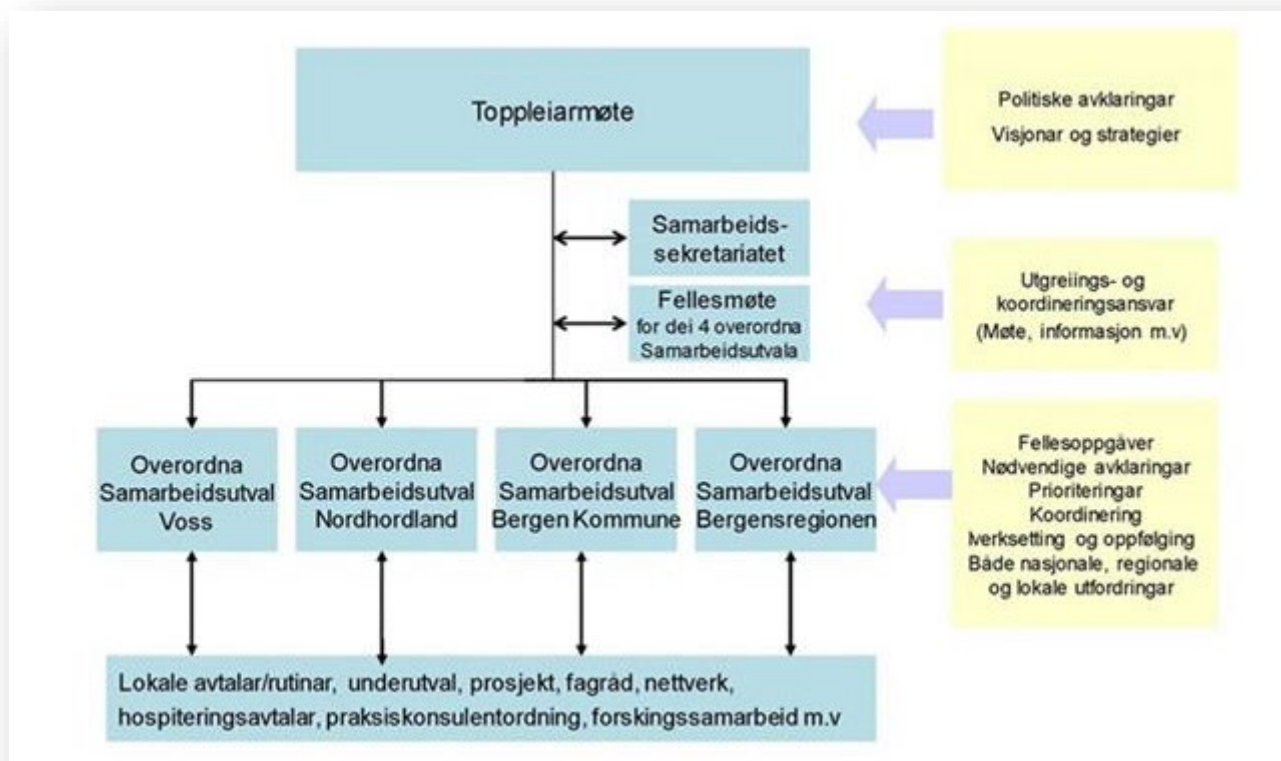 Toppleiarmøte
Politiske avklaringar
Visjonar og strategier
Samarbeids-
sekretariatet
Fellesmøte
for dei 4 overordna
Samarbeidsutvala
Utgreiings- og
koordineringsansvar
(Møte, informasjon m.v)
Overordna
Samarbeidsutval
Voss
Overordna
Samarbeidsutval
Nordhordland
Overordna
Samarbeidsutval
Bergen Kommune
Overordna
Samarbeidsutval
Bergensregionen
Fellesoppgåver
Nødvendige avklaringar
Prioriteringar
Koordinering
Iverksetting og oppfølging
Både nasjonale, regionale
og lokale utfordringar
Lokale avtalar/rutinar, underutval, prosjekt, fagråd, nettverk,
hospiteringsavtalar, praksiskonsulentordning, forskingssamarbeid m.v